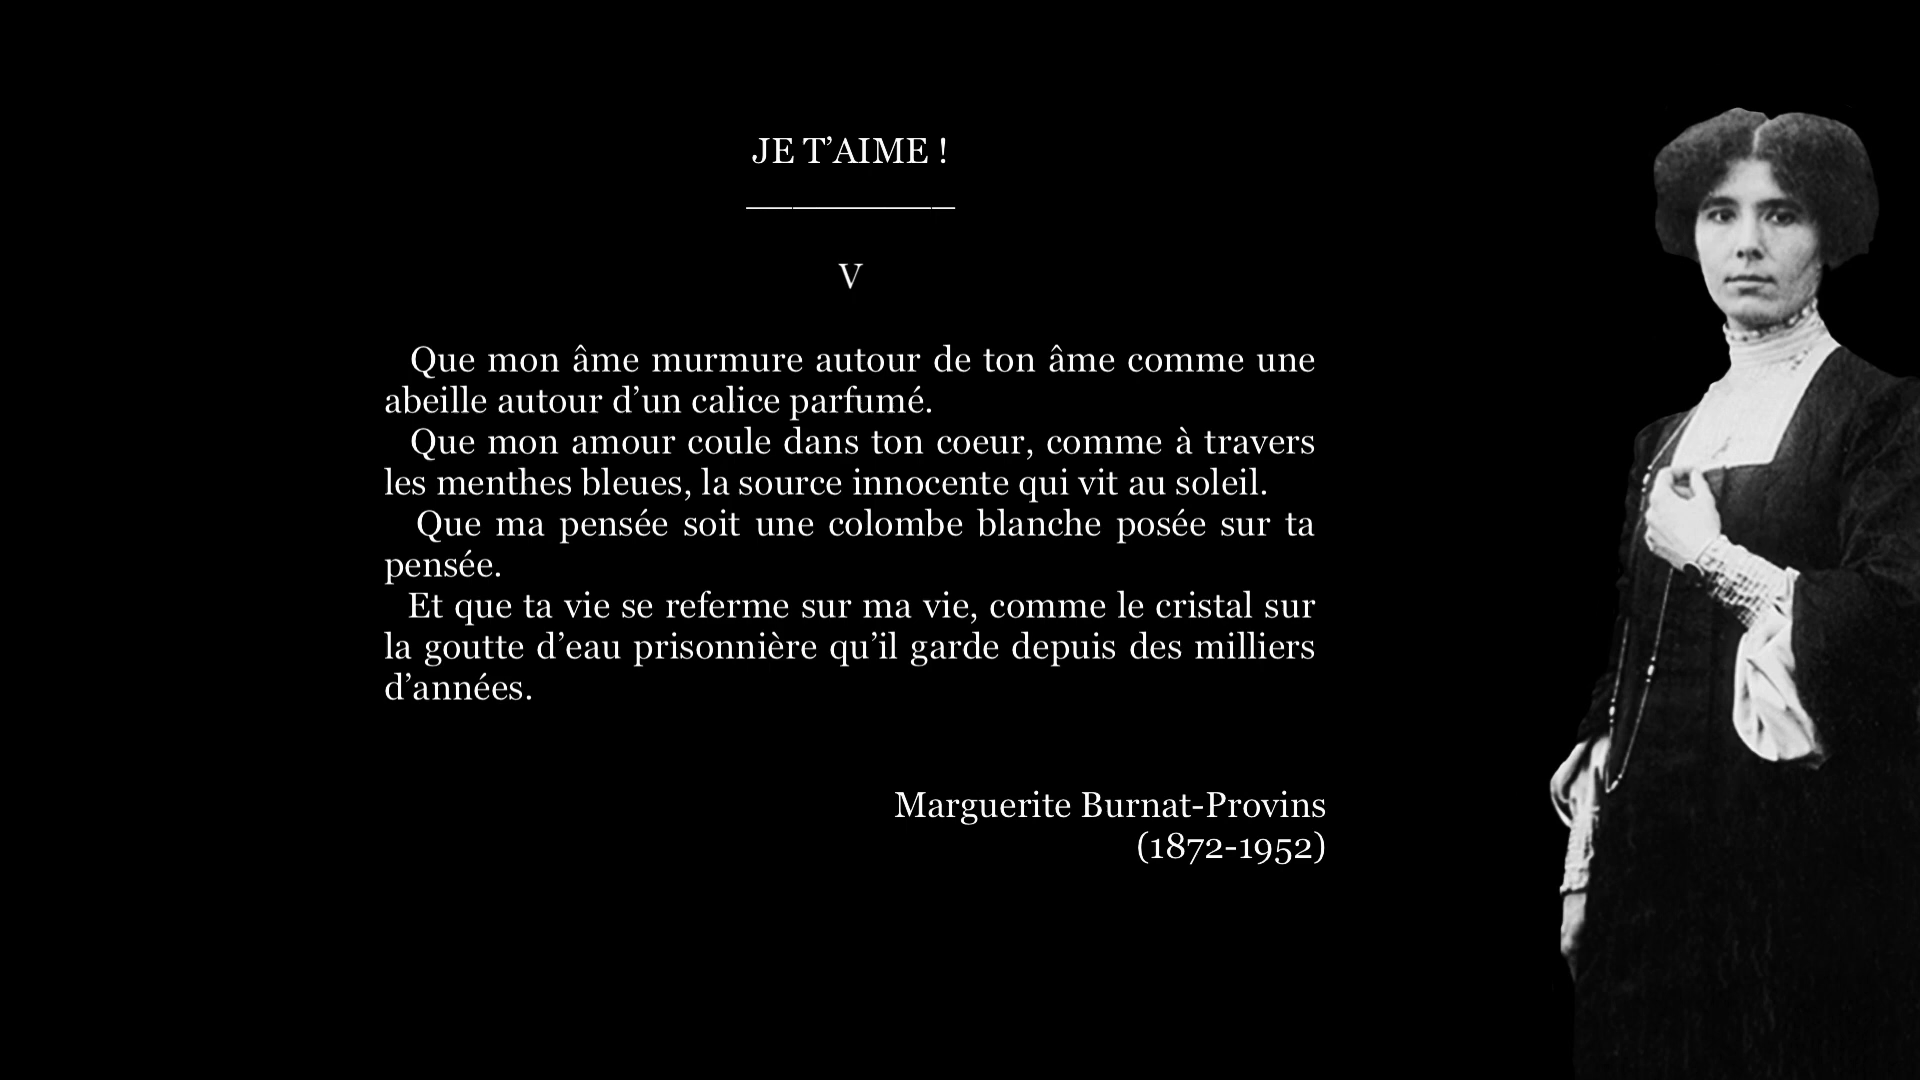 JE T’AIME !
V
Que mon âme murmure autour de ton âme comme une
abeille autour d’un calice parfumé.
Que mon amour coule dans ton coeur, comme à travers
les menthes bleues, la source innocente qui vit au soleil.
Que ma pensée soit une colombe blanche posée sur ta
pensée.
Et que ta vie se referme sur ma vie, comme le cristal sur
la goutte d’eau prisonnière qu’il garde depuis des milliers
d’années.
Marguerite Burnat-Provins
(1872-1952)